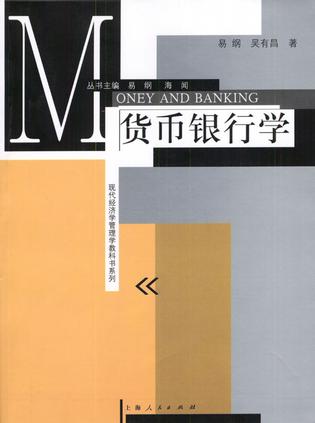 易 纲 吴有昌 著
丛书主编 易 纲 海 闻
MONEY AND BANKING
货币银行学
现代经济学管理学教科书系列
上海人民出版社